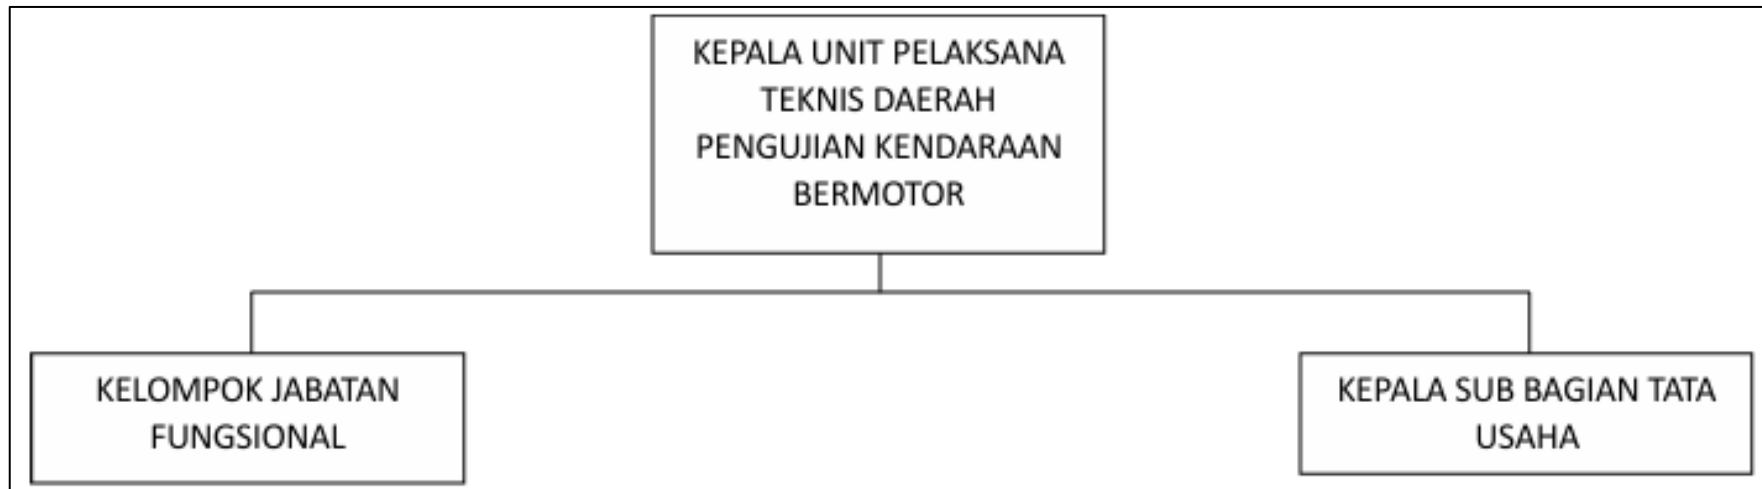 KEPALA UNIT PELAKSANA
TEKNIS DAERAH
PENGUJIAN KENDARAAN
BERMOTOR
KELOMPOK JABATAN
FUNGSIONAL
KEPALA SUB BAGIAN TATA
USAHA